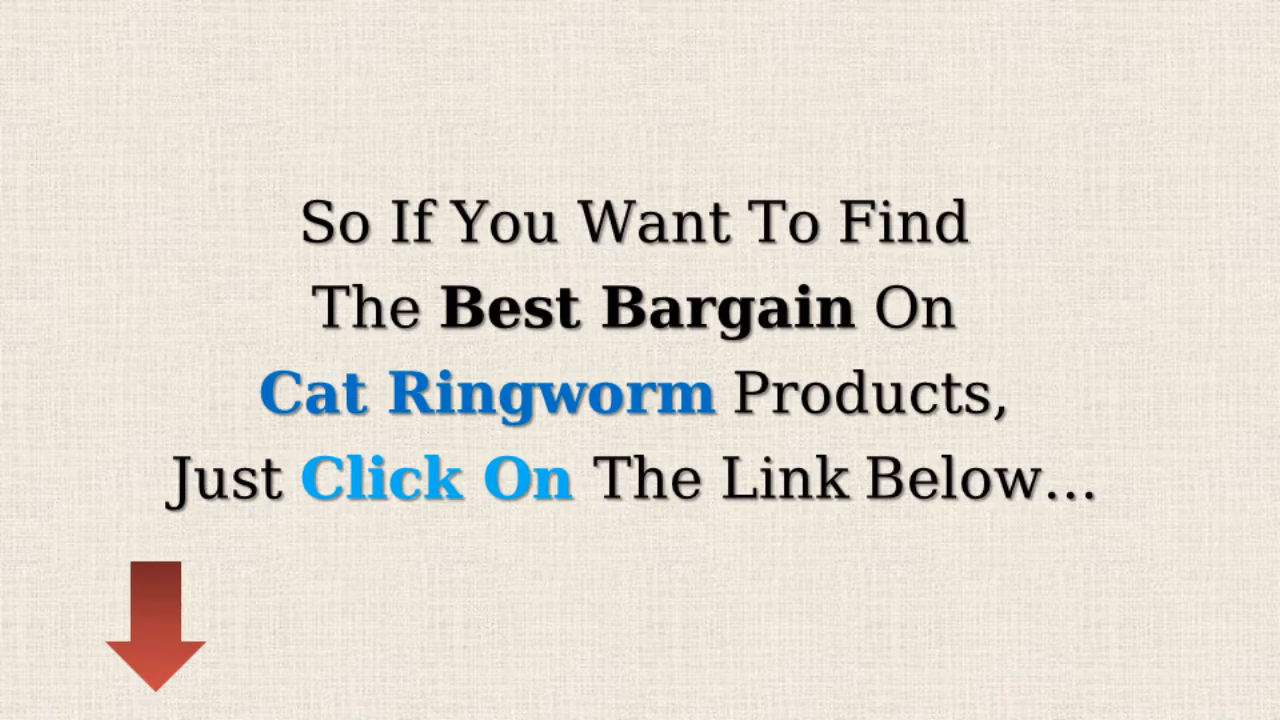 So If You Want To Find
The Best Bargain On
Cat Ringworm Products,
Just Click On The Link Below...